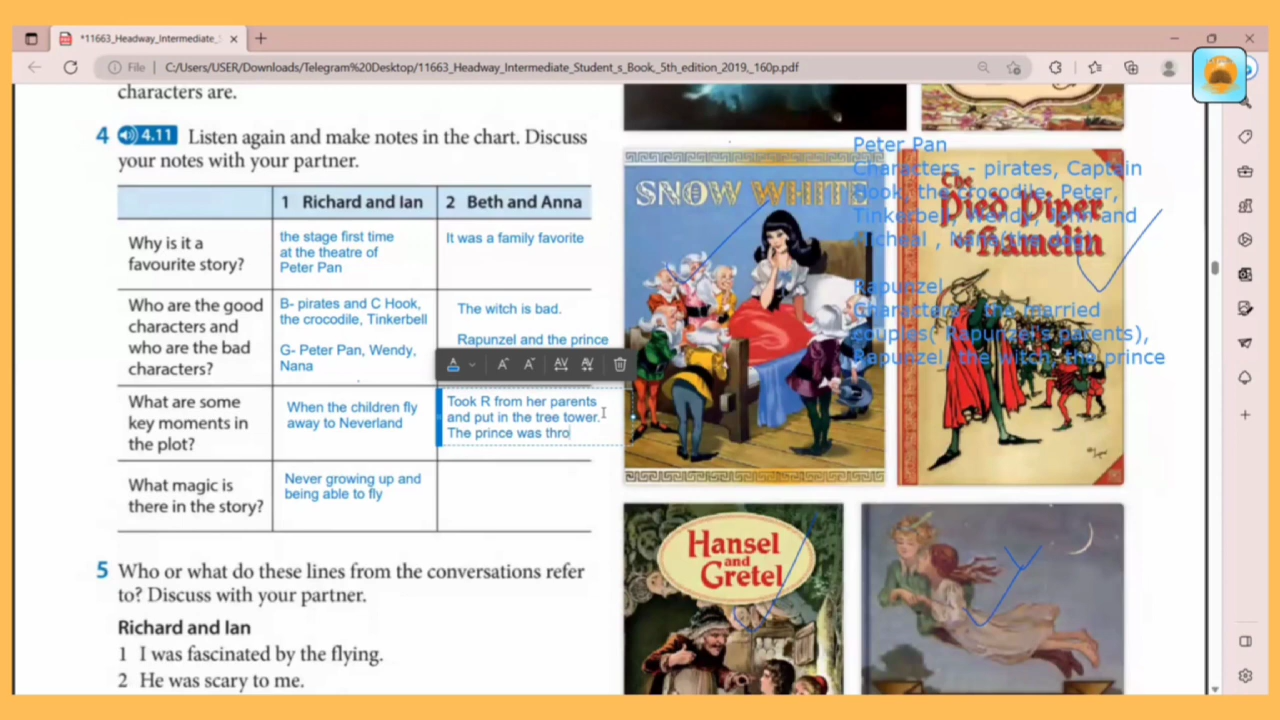 *11663_Headway_Intermediate_
File
C:/Users/USER/Downloads/Telegram%20Desktop/11663_Headway_Intermediate_Student_s_Book,_5th_edition_2019,_160p.pdf
characters are.
4 4.11 Listen again and make notes in the chart. Discuss
your notes with your partner.
1 Richard and Ian
2 Beth and Anna
Why is it a
favourite story?
the stage first time
at the theatre of
Peter Pan
It was a family favorite
Who are the good
characters and
who are the bad
characters?
B- pirates and C Hook,
the crocodile, Tinkerbell
G- Peter Pan, Wendy,
Nana
The witch is bad.
Rapunzel and the prince
What are some
key moments in
the plot?
When the children fly
away to Neverland
Took R from her parents
and put in the tree tower.
The prince was thro
What magic is
there in the story?
Never growing up and
being able to fly
5 Who or what do these lines from the conversations refer
to? Discuss with your partner.
Richard and Ian
1 I was fascinated by the flying.
2 He was scary to me.
SNOW WHITE
The
Pied Piper
of Hamelin
Peter Pan
Characters - pirates, Captain
Hook, the crocodile, Peter,
Tinkerbell, Wendy, John and
Micheal , Nana(the dog)
Rapunzel
Characters - the married
couples( Rapunzel's parents),
Rapunzel, the witch, the prince
Hansel
and
Gretel